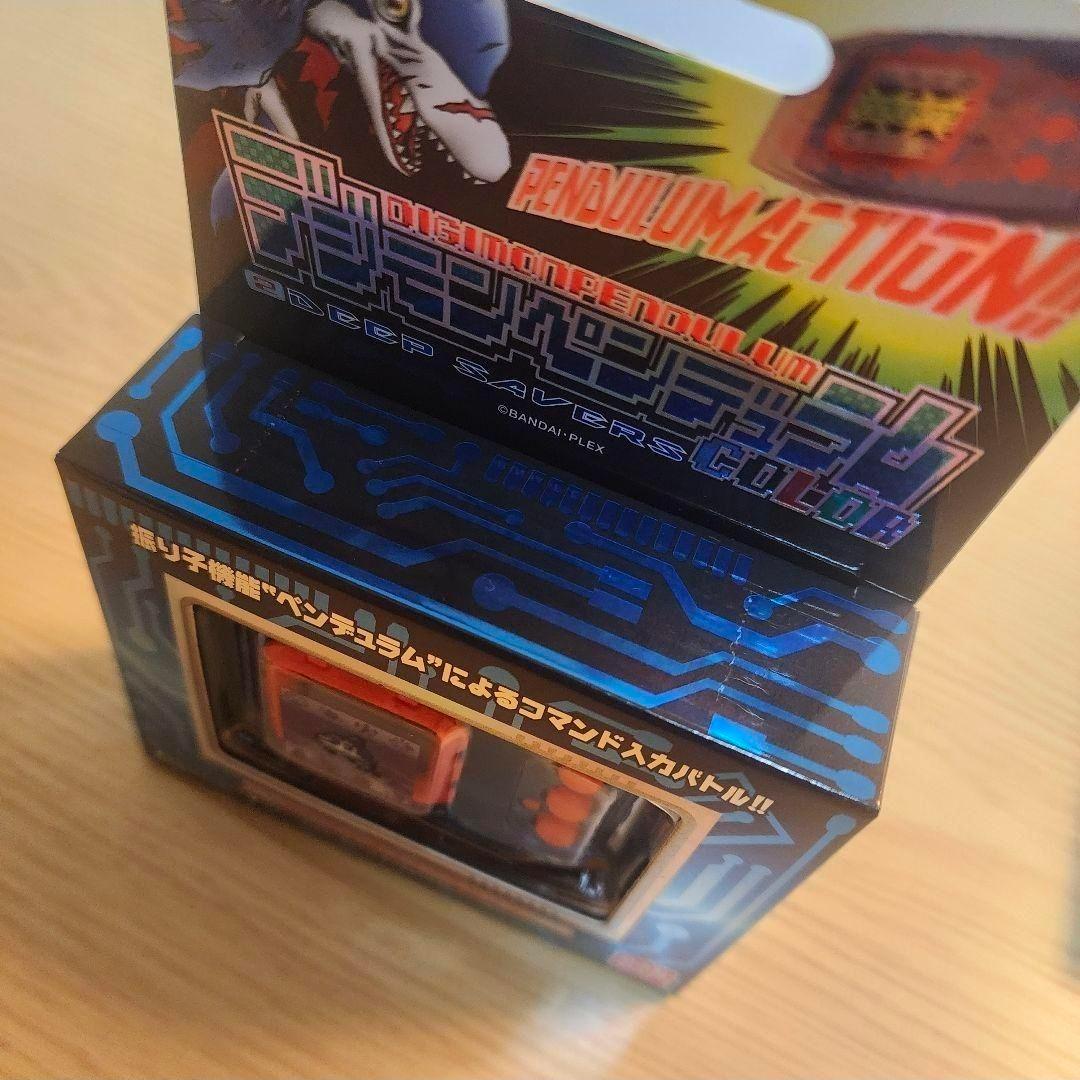 PENDULUMACTION!!
DIGIMONPENDULUM
デジモンペンデュラム
2DEEP SAVERS COLOR
©BANDAI・PLEX
振り子機能“ペンデュラム”によるコマンド入力バトル!!